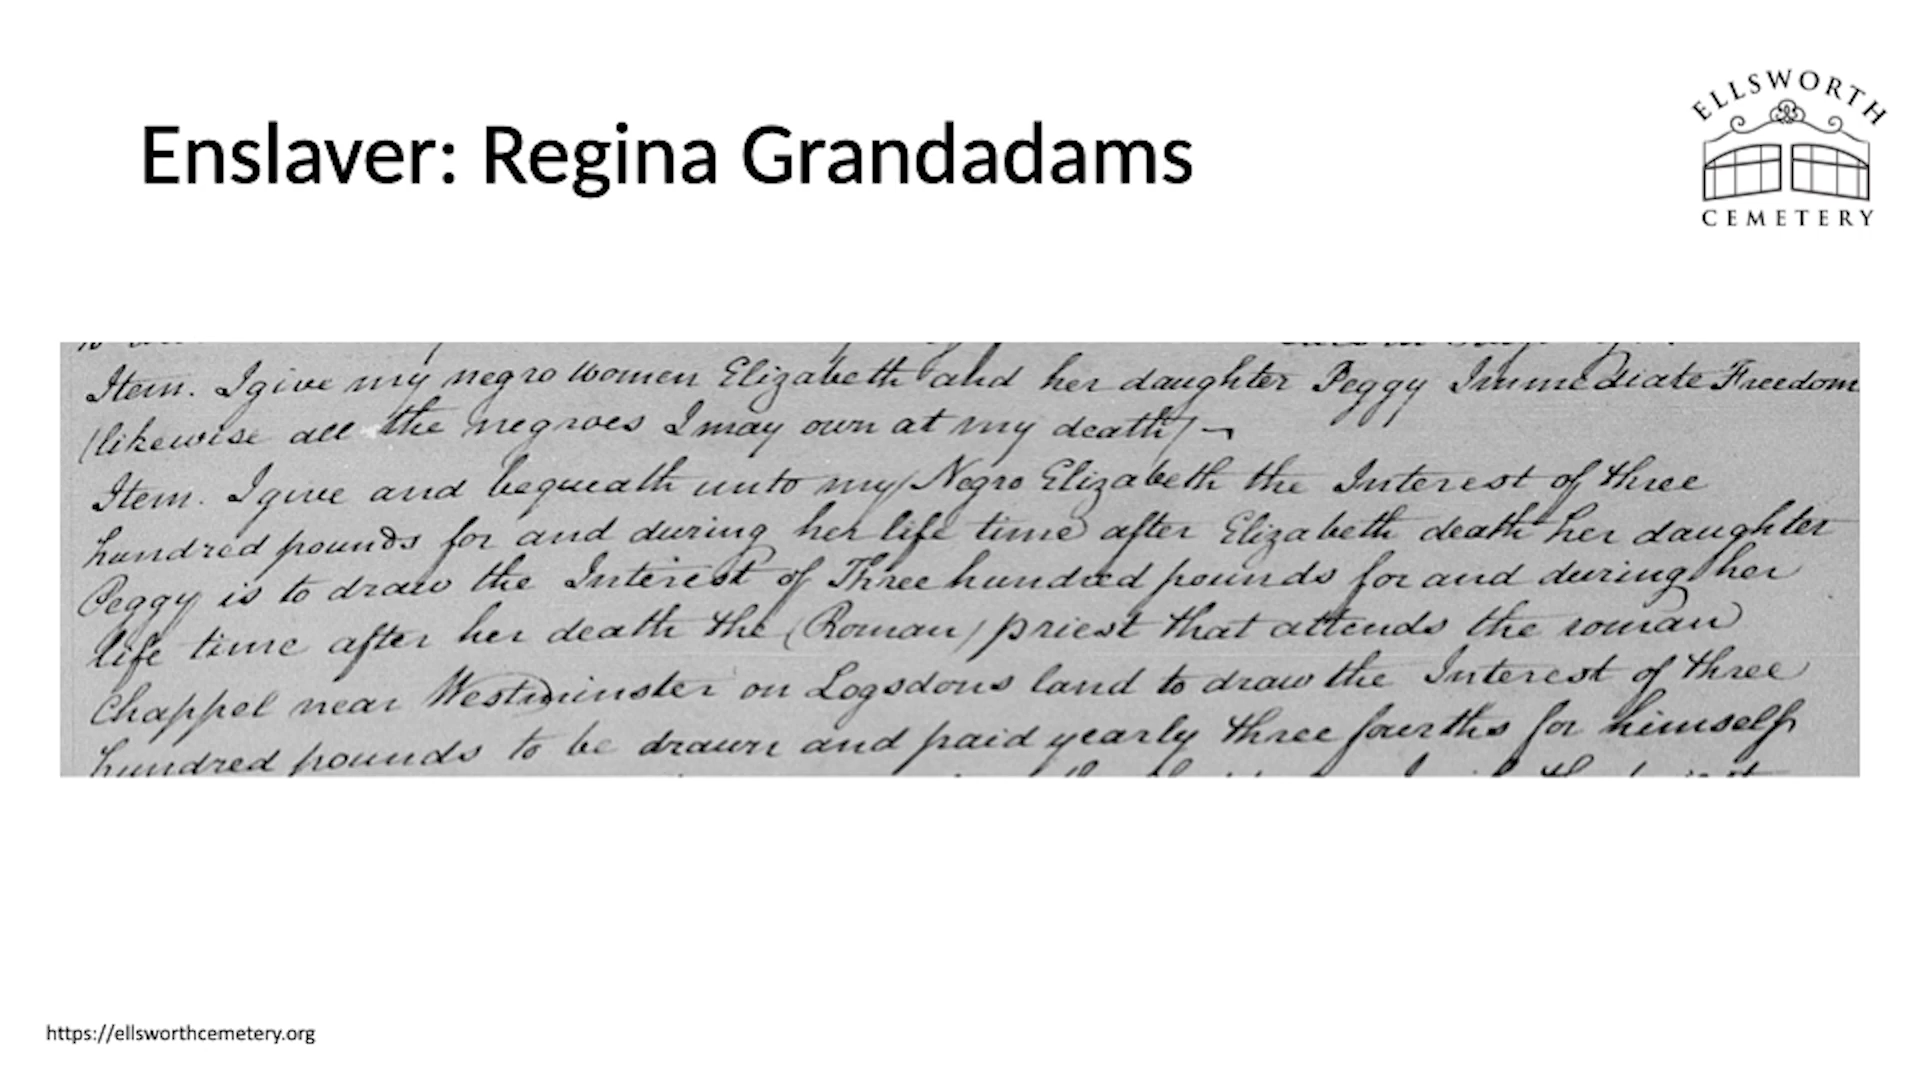 Enslaver: Regina Grandadams
ELLSWORTH
CEMETERY
Item. I give my negro women Elizabeth and her daughter Peggy Immediate Freedom
(likewise all the negroes I may own at my death) ~
Item. I give and bequeath unto my Negro Elizabeth the Interest of three
hundred pounds for and during her life time after Elizabeth death her daughter
Peggy is to draw the Interest of Three hundred pounds for and during her
life time after her death the (Roman) priest that attends the roman
Chappel near Westminster on Logsdons land to draw the Interest of three
hundred pounds to be drawn and paid yearly three fourths for himself
https://ellsworthcemetery.org